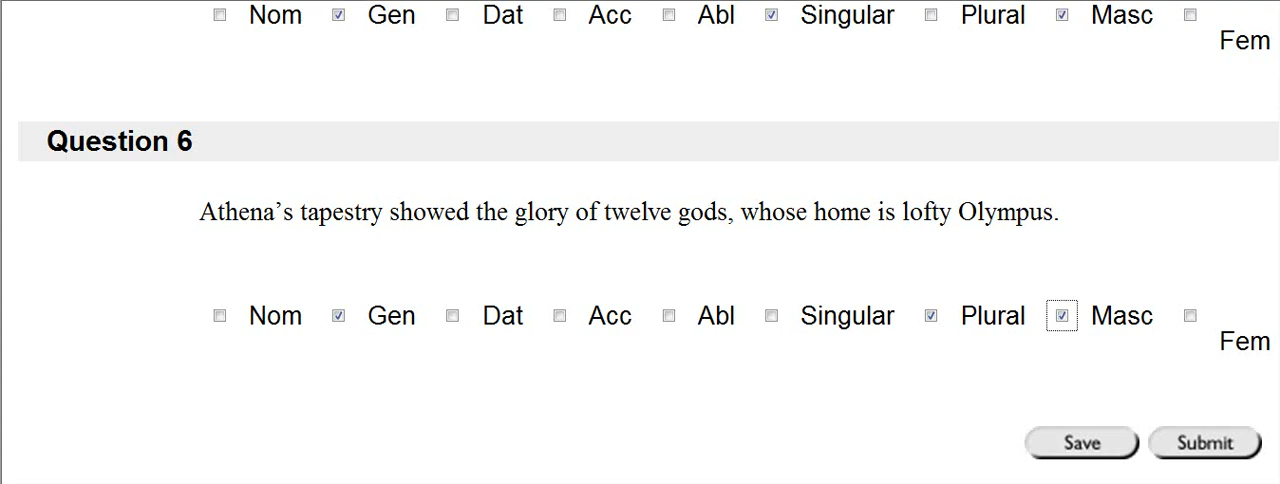 Nom Gen Dat Acc Abl Singular Plural Masc
Fem
Question 6
Athena’s tapestry showed the glory of twelve gods, whose home is lofty Olympus.
Nom Gen Dat Acc Abl Singular Plural Masc
Fem
Save Submit